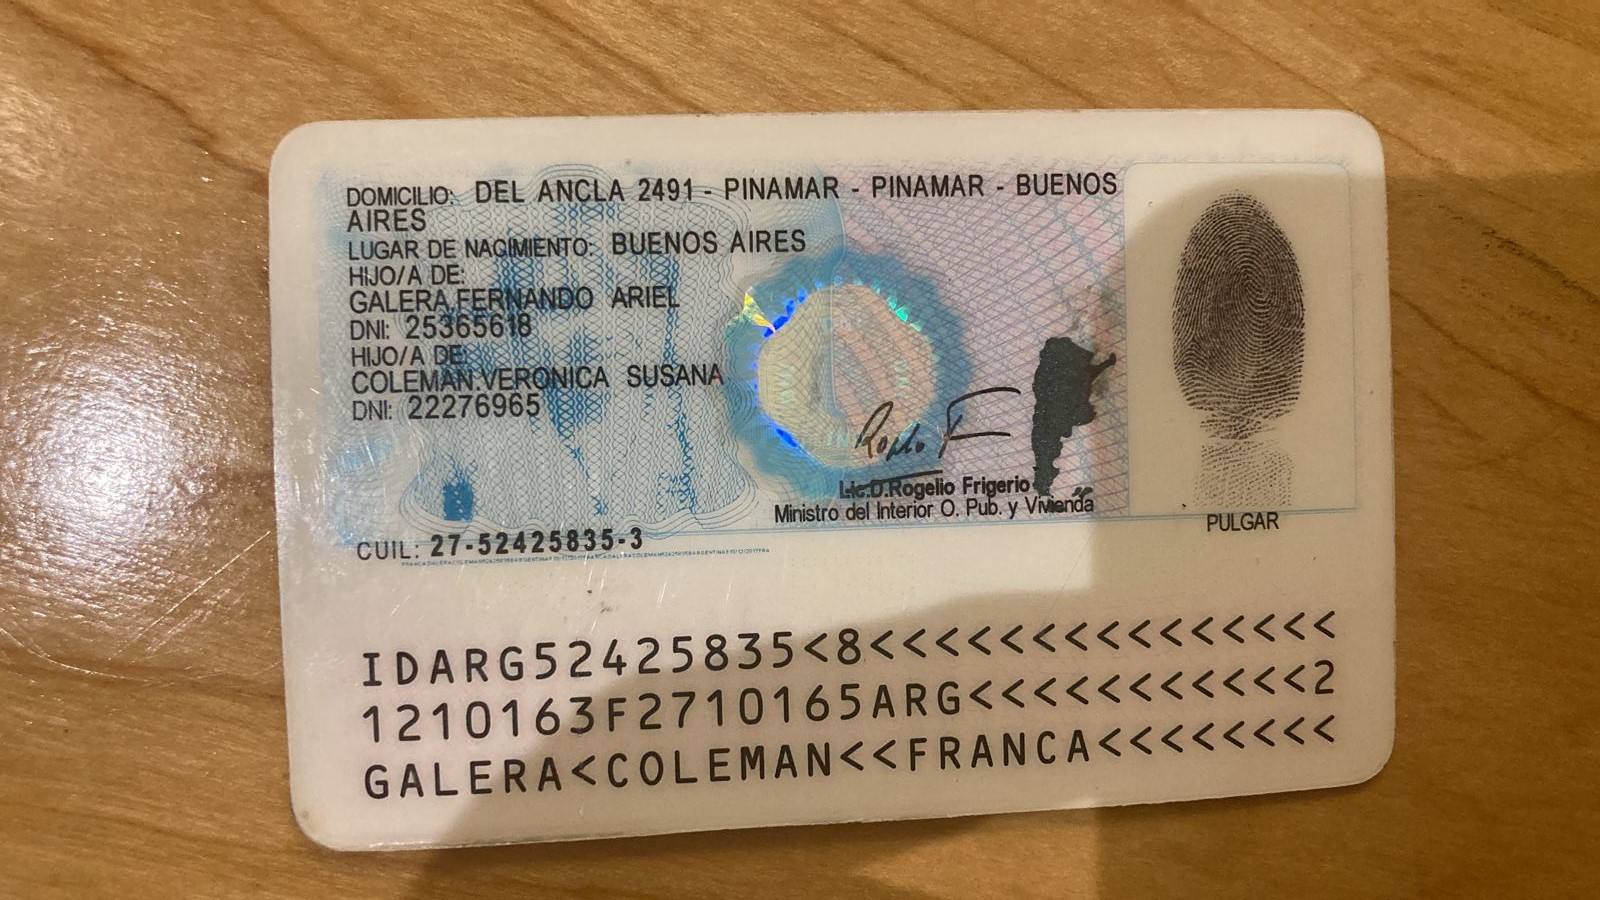 DOMICILIO: DEL ANCLA 2491 - PINAMAR - PINAMAR - BUENOS
AIRES
LUGAR DE NACIMIENTO: BUENOS AIRES
HIJO/A DE:
GALERA,FERNANDO ARIEL
DNI: 25365618
HIJO/A DE:
COLEMAN.VERONICA SUSANA
DNI: 22276965
Lic.D.Rogelio Frigerio
Ministro del Interior O. Pub. y Vivienda
PULGAR
CUIL: 27-52425835-3
IDARG52425835<8<<<<<<<<<<<<<<<
1210163F2710165ARG<<<<<<<<<<<2
GALERA<COLEMAN<<FRANCA<<<<<<<<